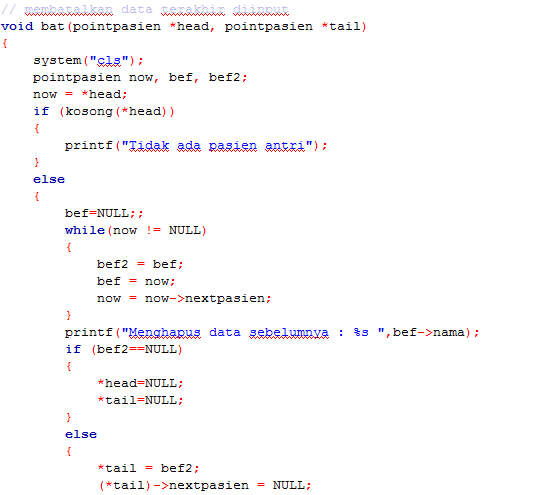 // membatalkan data terakhir diinput
void bat(pointpasien *head, pointpasien *tail)
{
system("cls");
pointpasien now, bef, bef2;
now = *head;
if (kosong(*head))
{
printf("Tidak ada pasien antri");
}
else
{
bef=NULL;;
while(now != NULL)
{
bef2 = bef;
bef = now;
now = now->nextpasien;
}
printf("Menghapus data sebelumnya : %s ",bef->nama);
if (bef2==NULL)
{
*head=NULL;
*tail=NULL;
}
else
{
*tail = bef2;
(*tail)->nextpasien = NULL;